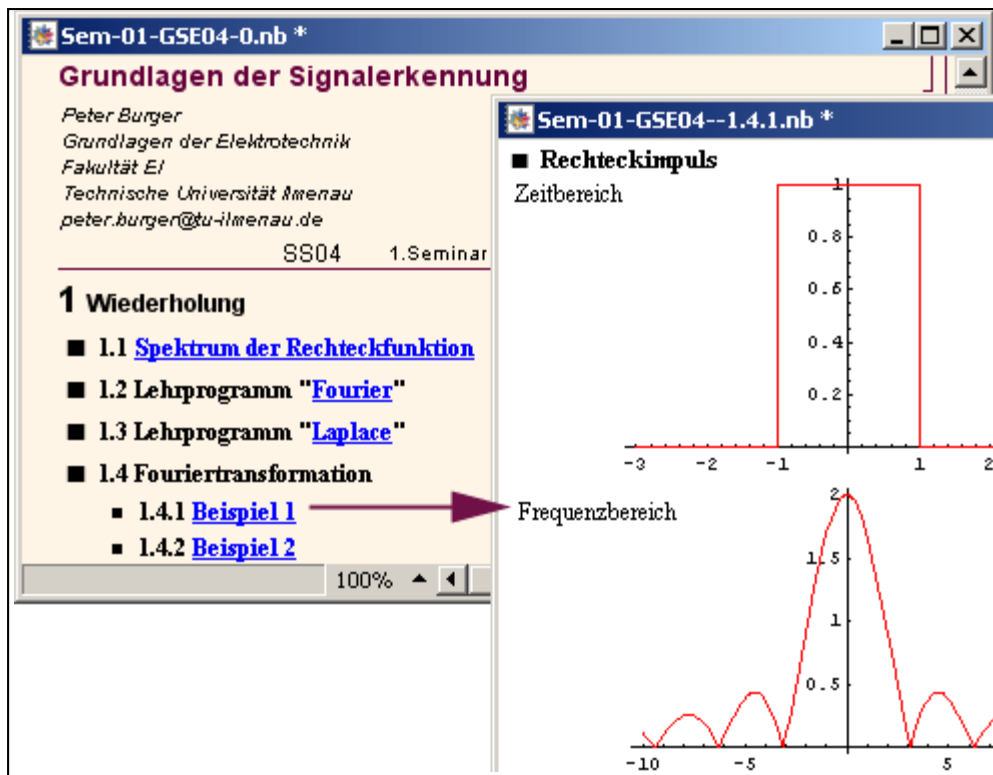 Sem-01-GSE04-0.nb *
Grundlagen der Signalerkennung
Peter Burger
Grundlagen der Elektrotechnik
Fakultät EI
Technische Universität Ilmenau
peter.burger@tu-ilmenau.de
SS04 1.Seminar
1 Wiederholung
1.1 Spektrum der Rechteckfunktion
1.2 Lehrprogramm "Fourier"
1.3 Lehrprogramm "Laplace"
1.4 Fouriertransformation
1.4.1 Beispiel 1
1.4.2 Beispiel 2
100%
Sem-01-GSE04--1.4.1.nb *
Rechteckimpuls
Zeitbereich
1
0.8
0.6
0.4
0.2
-3 -2 -1 1 2
Frequenzbereich
2
1.5
1
0.5
-10 -5 5